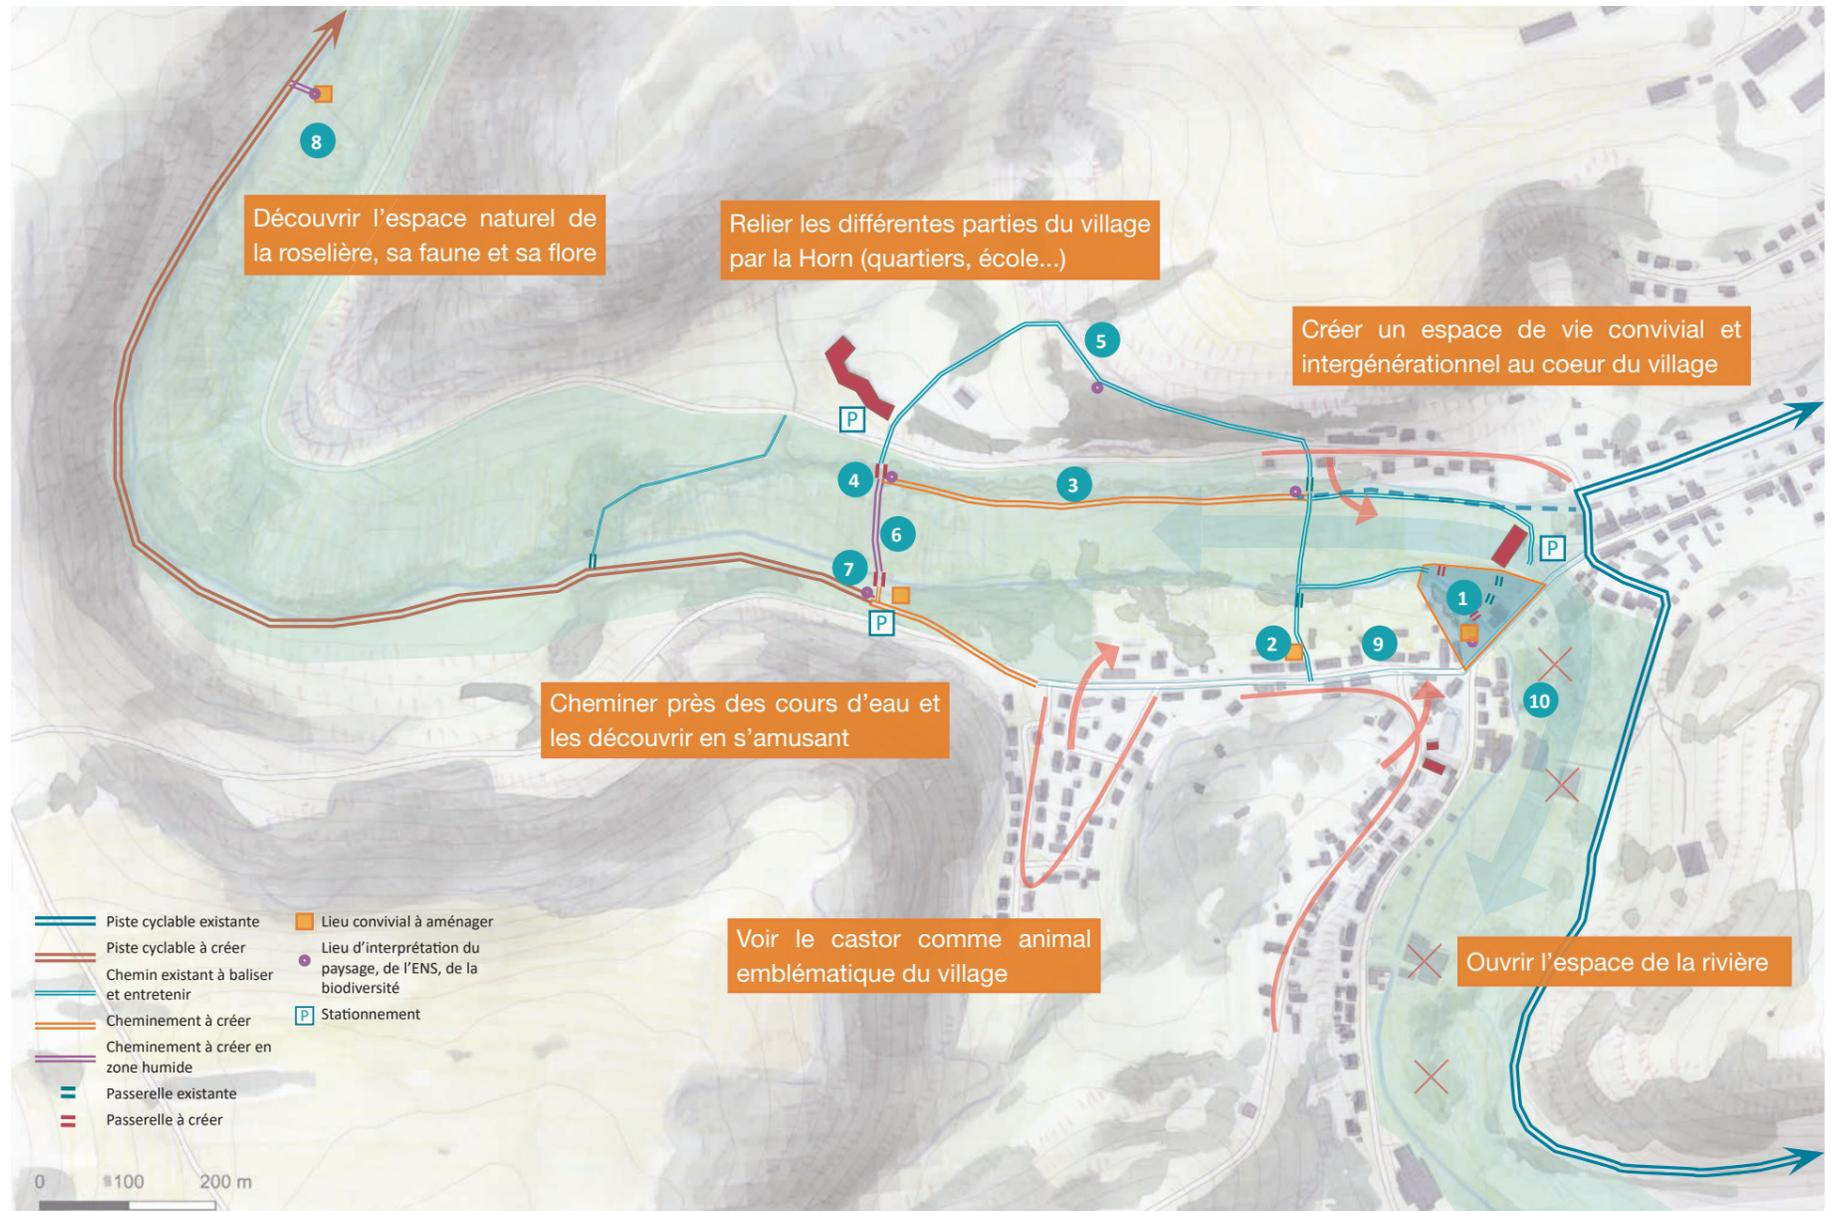 8
Découvrir l'espace naturel de
la roselière, sa faune et sa flore
Relier les différentes parties du village
par la Horn (quartiers, école...)
Créer un espace de vie convivial et
intergénérationnel au coeur du village
5
P
4
3
6
7
P
P
1
2
9
10
Cheminer près des cours d'eau et
les découvrir en s'amusant
Voir le castor comme animal
emblématique du village
Ouvrir l'espace de la rivière
Piste cyclable existante
Piste cyclable à créer
Chemin existant à baliser
et entretenir
Cheminement à créer
Cheminement à créer en
zone humide
Passerelle existante
Passerelle à créer
Lieu convivial à aménager
Lieu d'interprétation du
paysage, de l'ENS, de la
biodiversité
P Stationnement
0 100 200 m